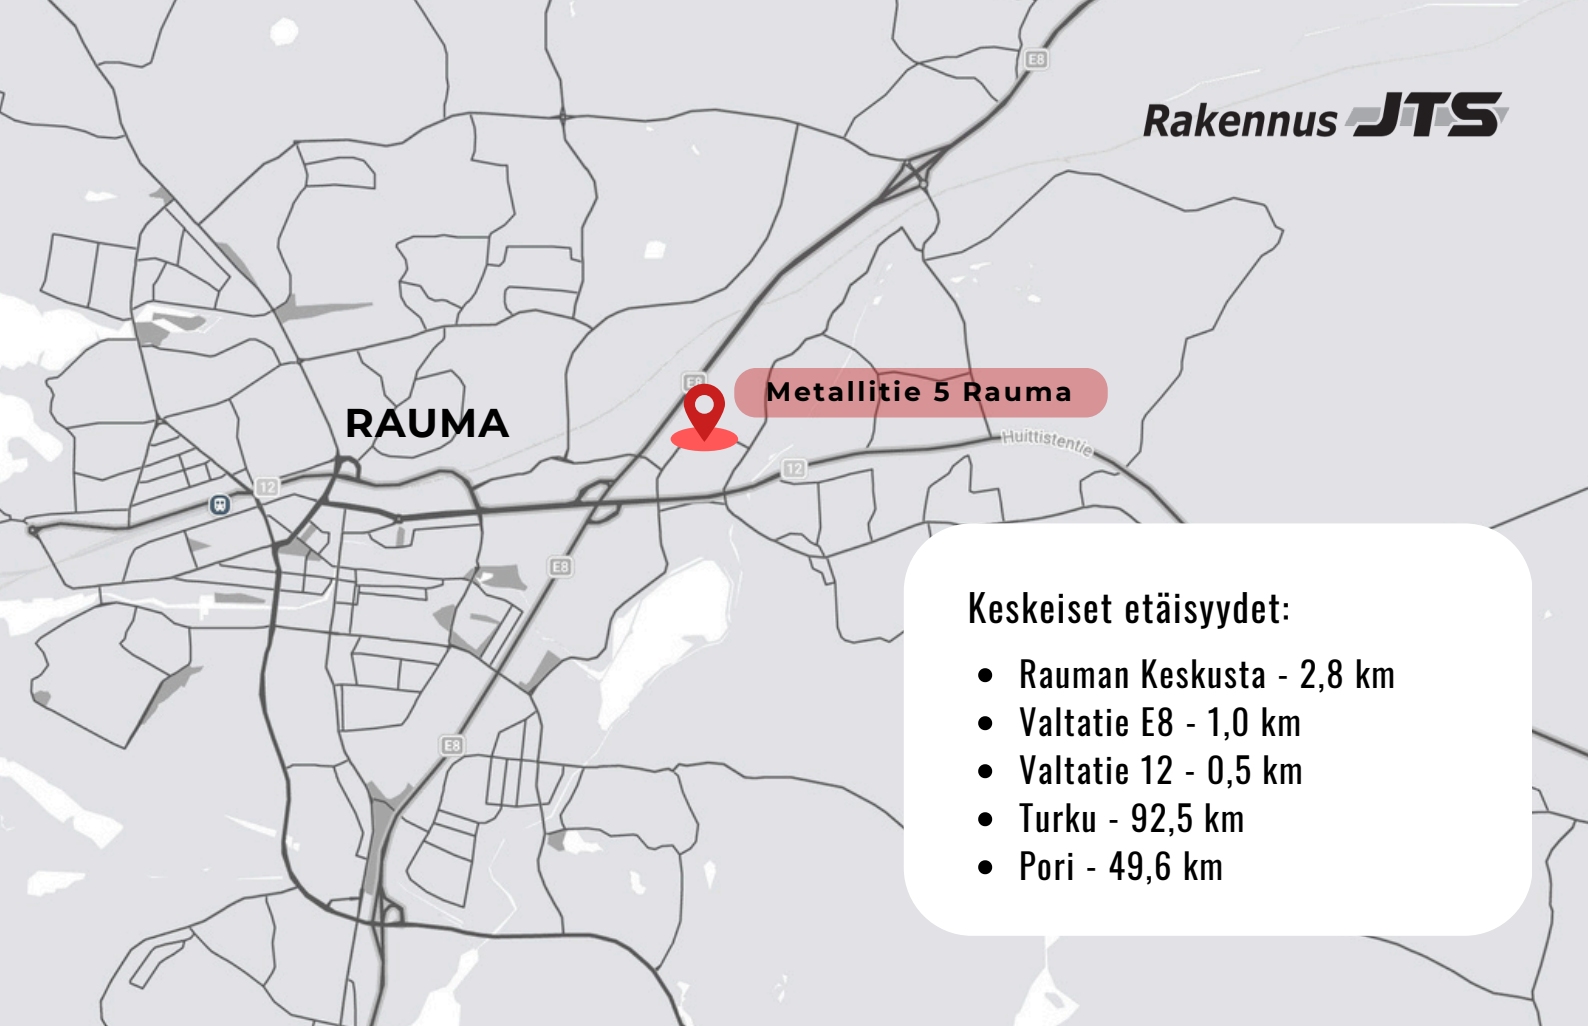 E8
Rakennus JTS
E8
Metallitie 5 Rauma
RAUMA
Huittistentie
12
12
E8
Keskeiset etäisyydet:
• Rauman Keskusta - 2,8 km
• Valtatie E8 - 1,0 km
E8
• Valtatie 12 - 0,5 km
• Turku - 92,5 km
• Pori - 49,6 km